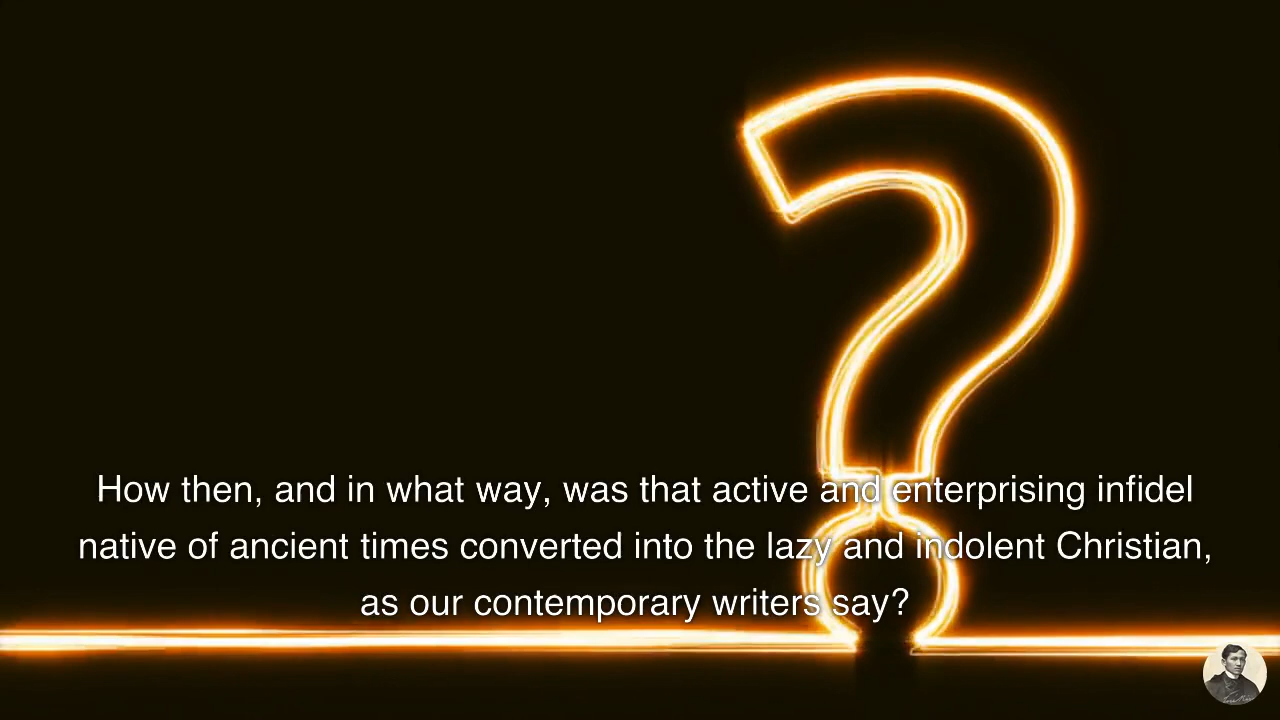 How then, and in what way, was that active and enterprising infidel
native of ancient times converted into the lazy and indolent Christian,
as our contemporary writers say?